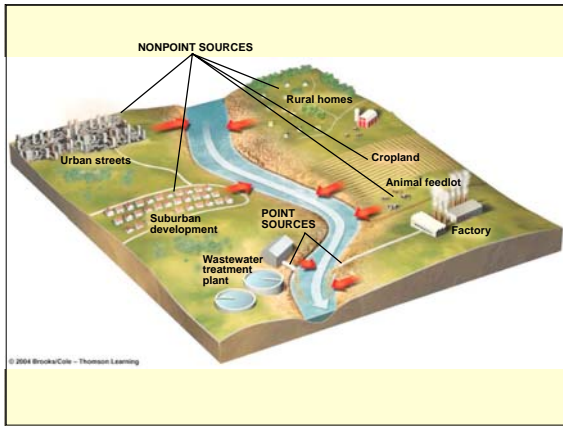 NONPOINT SOURCES
Rural homes
Urban streets
Cropland
Animal feedlot
Suburban
development
POINT
SOURCES
Factory
Wastewater
treatment
plant
© 2004 Brooks/Cole – Thomson Learning